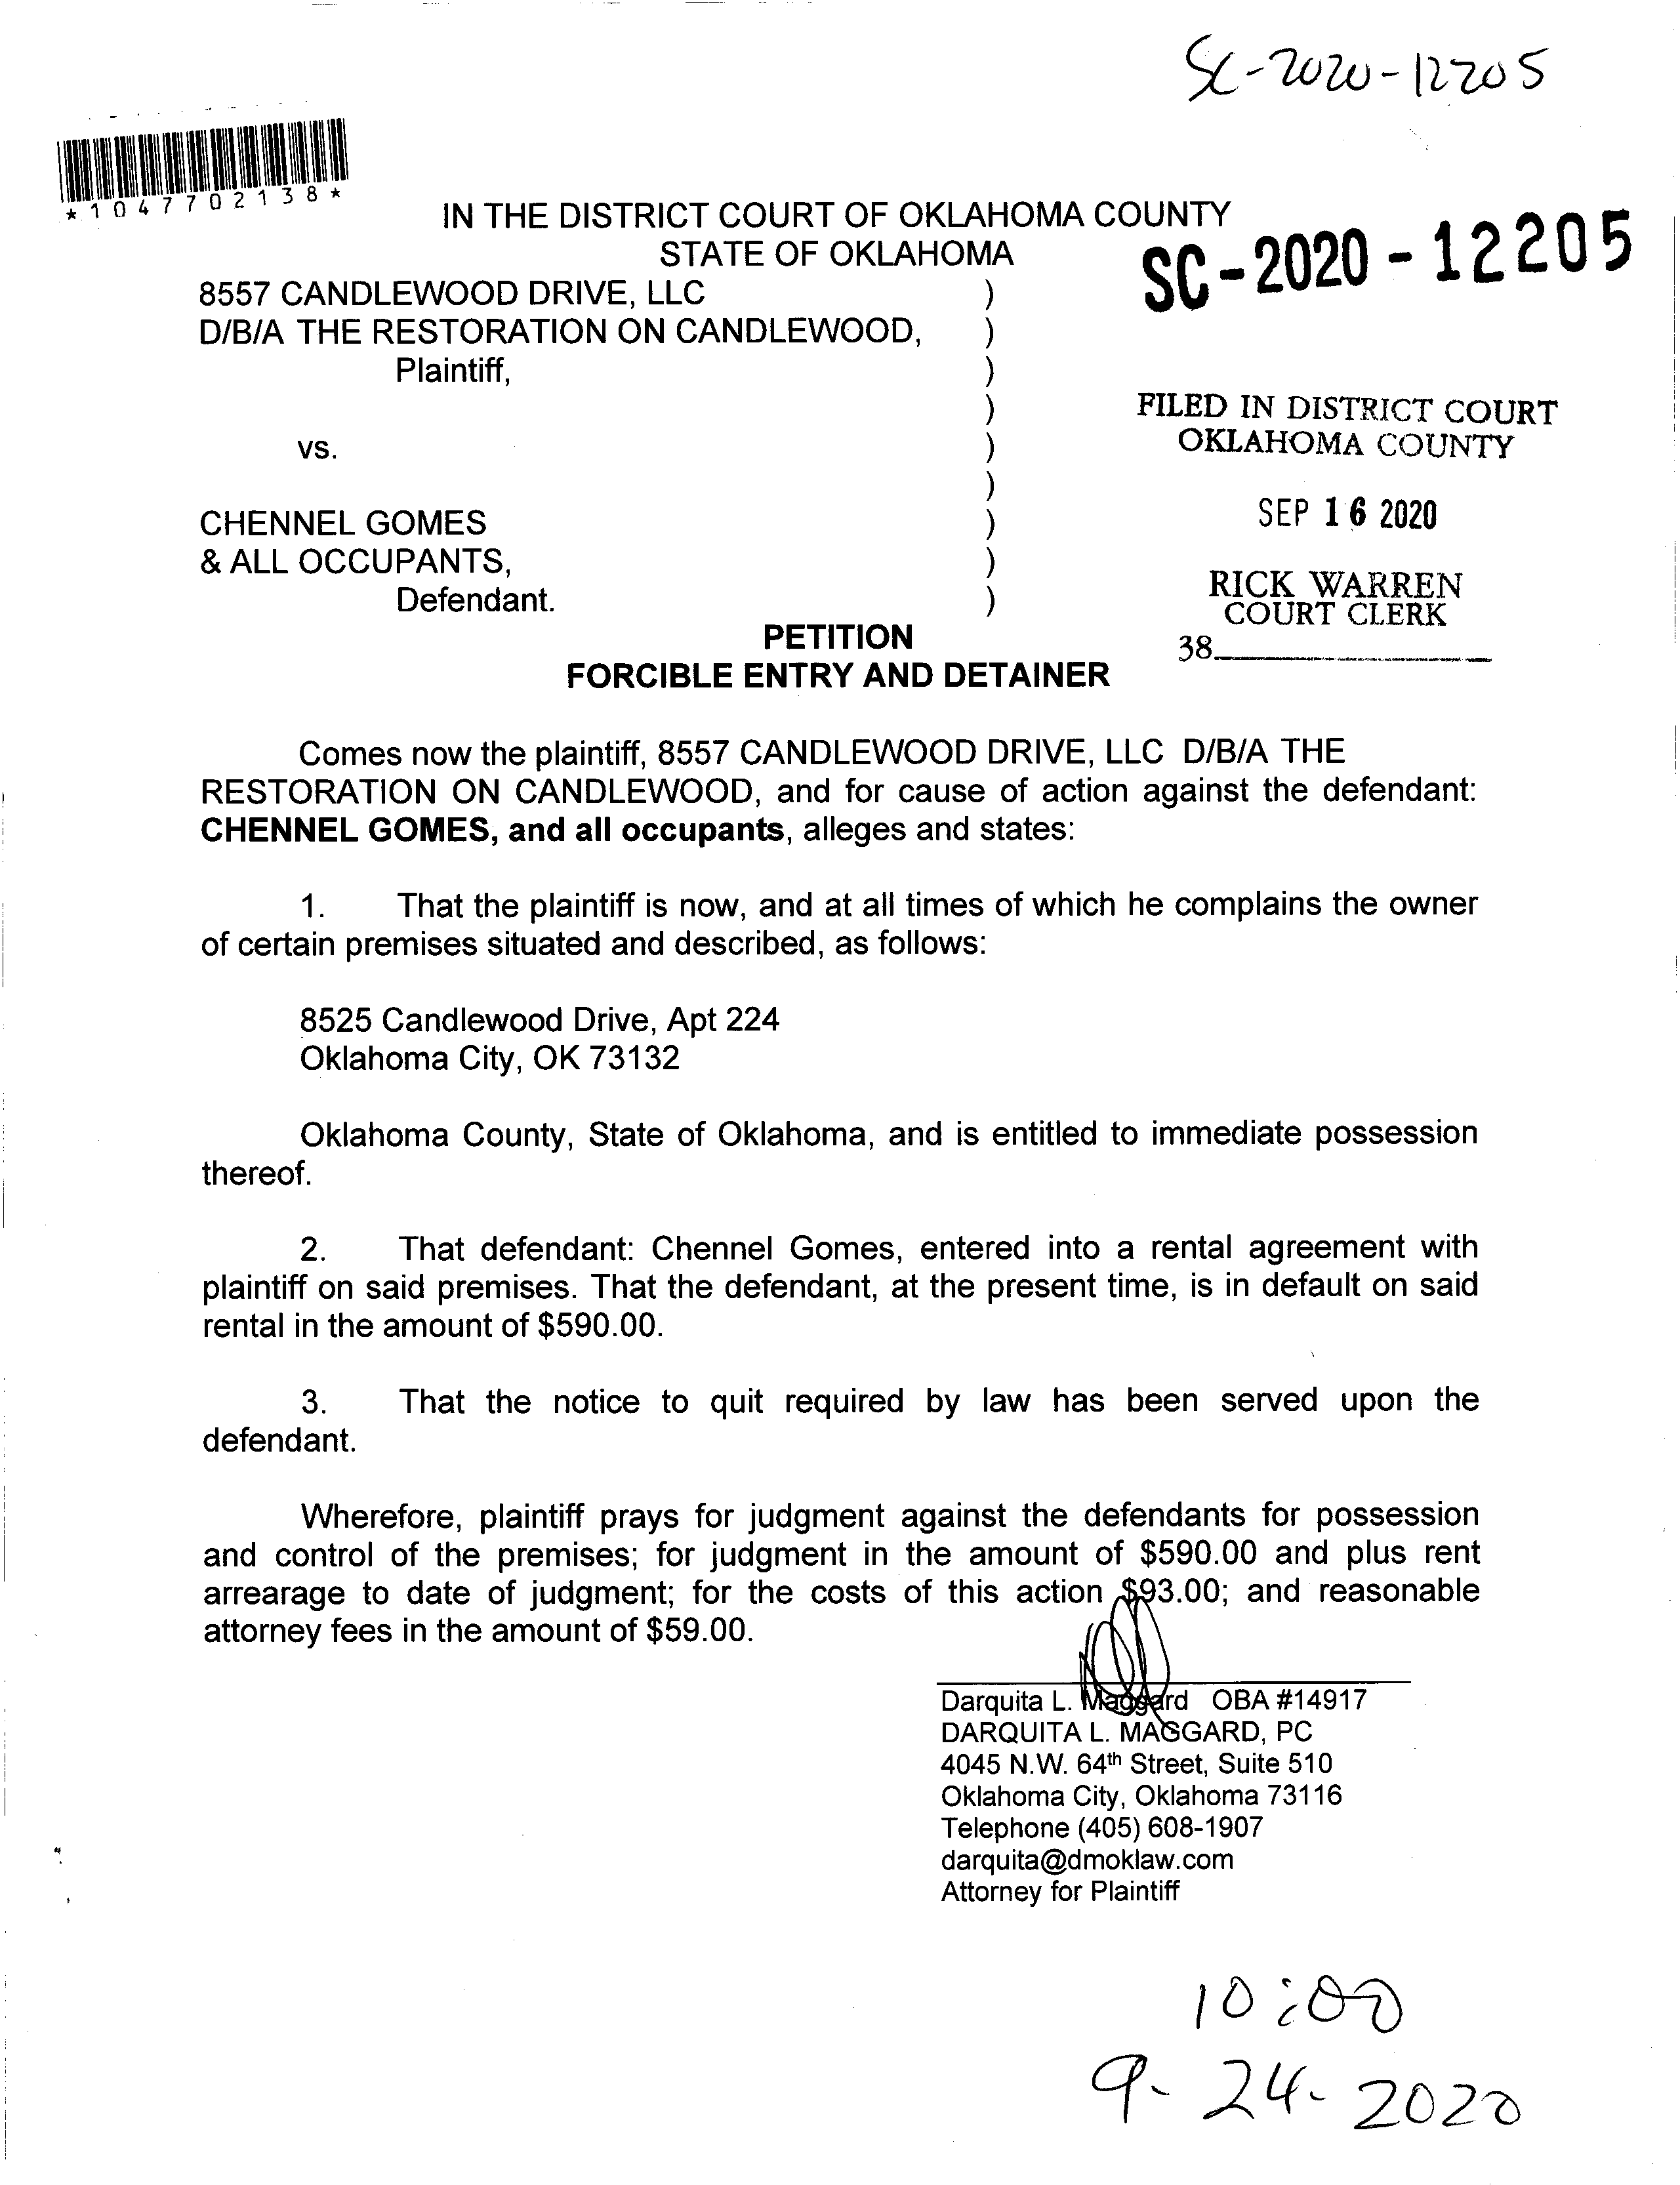 SC-2020-12205
*1047702138*
IN THE DISTRICT COURT OF OKLAHOMA COUNTY
STATE OF OKLAHOMA
SC-2020-12205
8557 CANDLEWOOD DRIVE, LLC )
D/B/A THE RESTORATION ON CANDLEWOOD, )
Plaintiff, )
)
vs. )
)
CHENNEL GOMES )
& ALL OCCUPANTS, )
Defendant. )
FILED IN DISTRICT COURT
OKLAHOMA COUNTY
SEP 16 2020
RICK WARREN
COURT CLERK
38
PETITION
FORCIBLE ENTRY AND DETAINER
Comes now the plaintiff, 8557 CANDLEWOOD DRIVE, LLC D/B/A THE
RESTORATION ON CANDLEWOOD, and for cause of action against the defendant:
CHENNEL GOMES, and all occupants, alleges and states:
1. That the plaintiff is now, and at all times of which he complains the owner
of certain premises situated and described, as follows:
8525 Candlewood Drive, Apt 224
Oklahoma City, OK 73132
Oklahoma County, State of Oklahoma, and is entitled to immediate possession
thereof.
2. That defendant: Chennel Gomes, entered into a rental agreement with
plaintiff on said premises. That the defendant, at the present time, is in default on said
rental in the amount of $590.00.
3. That the notice to quit required by law has been served upon the
defendant.
Wherefore, plaintiff prays for judgment against the defendants for possession
and control of the premises; for judgment in the amount of $590.00 and plus rent
arrearage to date of judgment; for the costs of this action $93.00; and reasonable
attorney fees in the amount of $59.00.
Darquita L. Maggard OBA #14917
DARQUITA L. MAGGARD, PC
4045 N.W. 64th Street, Suite 510
Oklahoma City, Oklahoma 73116
Telephone (405) 608-1907
darquita@dmoklaw.com
Attorney for Plaintiff
10:00
9-24-2020